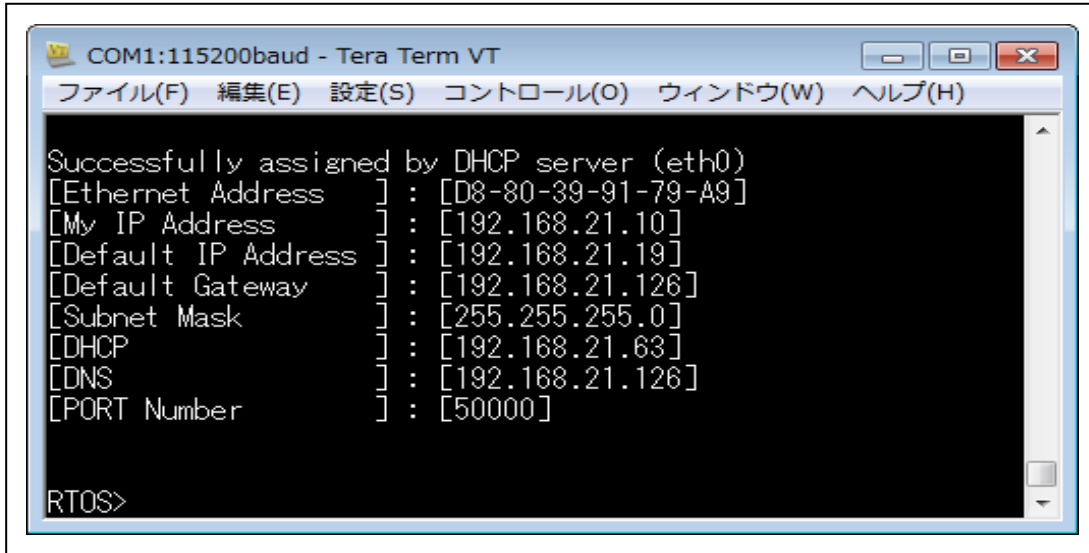 COM1:115200baud - Tera Term VT
ファイル(F) 編集(E) 設定(S) コントロール(O) ウィンドウ(W) ヘルプ(H)
Successfully assigned by DHCP server (eth0)
[Ethernet Address   ] : [D8-80-39-91-79-A9]
[My IP Address      ] : [192.168.21.10]
[Default IP Address ] : [192.168.21.19]
[Default Gateway    ] : [192.168.21.126]
[Subnet Mask        ] : [255.255.255.0]
[DHCP               ] : [192.168.21.63]
[DNS                ] : [192.168.21.126]
[PORT Number        ] : [50000]
RTOS>